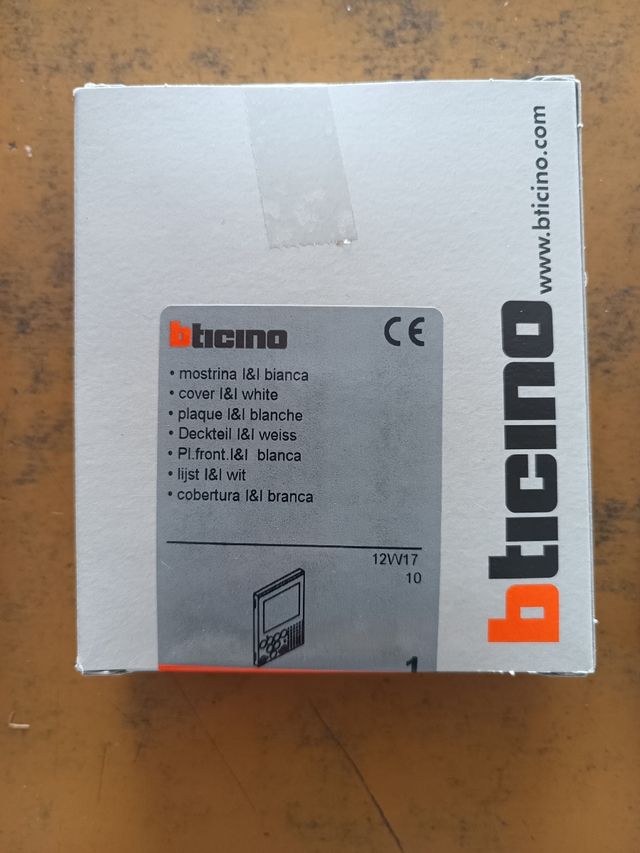 bticino
CE
• mostrina I&I bianca
• cover I&I white
• plaque I&I blanche
• Deckteil I&I weiss
• Pl.front.I&I  blanca
• lijst I&I wit
• cobertura I&I branca
12W17
10
1
bticino
www.bticino.com